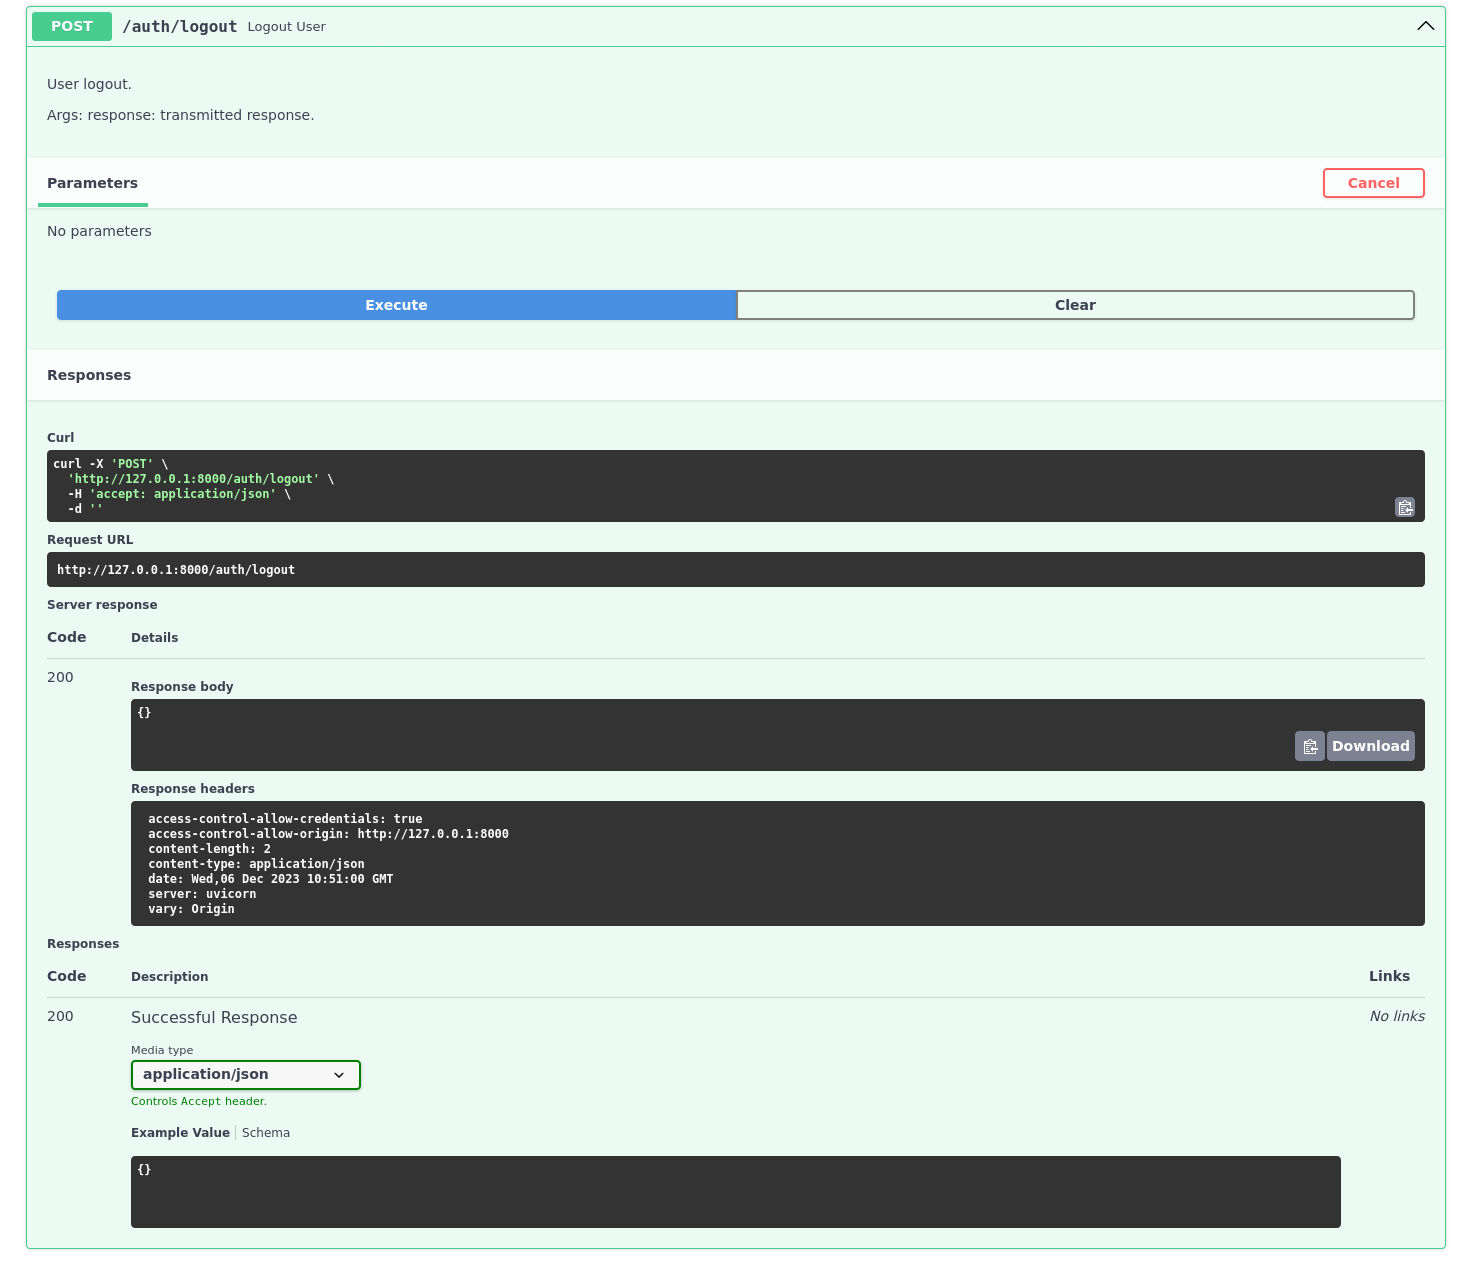 POST /auth/logout Logout User
User logout.
Args: response: transmitted response.
Parameters
Cancel
No parameters
Execute
Clear
Responses
Curl
curl -X 'POST' \
'http://127.0.0.1:8000/auth/logout' \
-H 'accept: application/json' \
-d ''
Request URL
http://127.0.0.1:8000/auth/logout
Server response
Code Details
200
Response body
{}
Download
Response headers
access-control-allow-credentials: true
access-control-allow-origin: http://127.0.0.1:8000
content-length: 2
content-type: application/json
date: Wed,06 Dec 2023 10:51:00 GMT
server: uvicorn
vary: Origin
Responses
Code Description Links
200 Successful Response No links
Media type
application/json
Controls Accept header.
Example Value Schema
{}